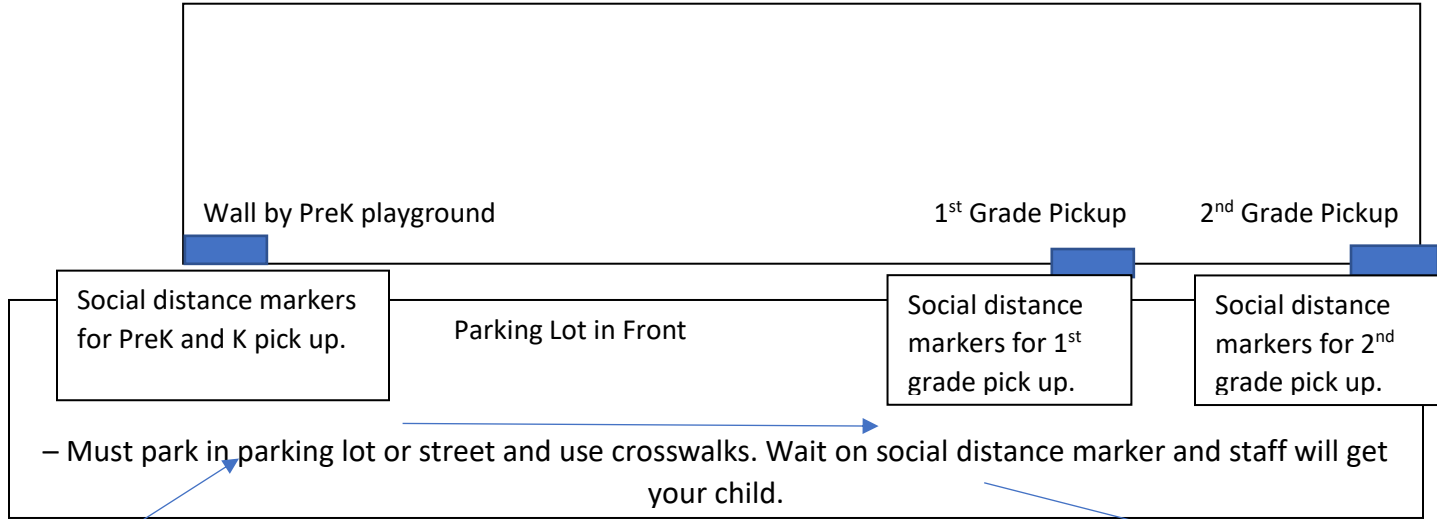 Wall by PreK playground
1st Grade Pickup
2nd Grade Pickup
Social distance markers
for PreK and K pick up.
Parking Lot in Front
Social distance
markers for 1st
grade pick up.
Social distance
markers for 2nd
grade pick up.
– Must park in parking lot or street and use crosswalks. Wait on social distance marker and staff will get
your child.